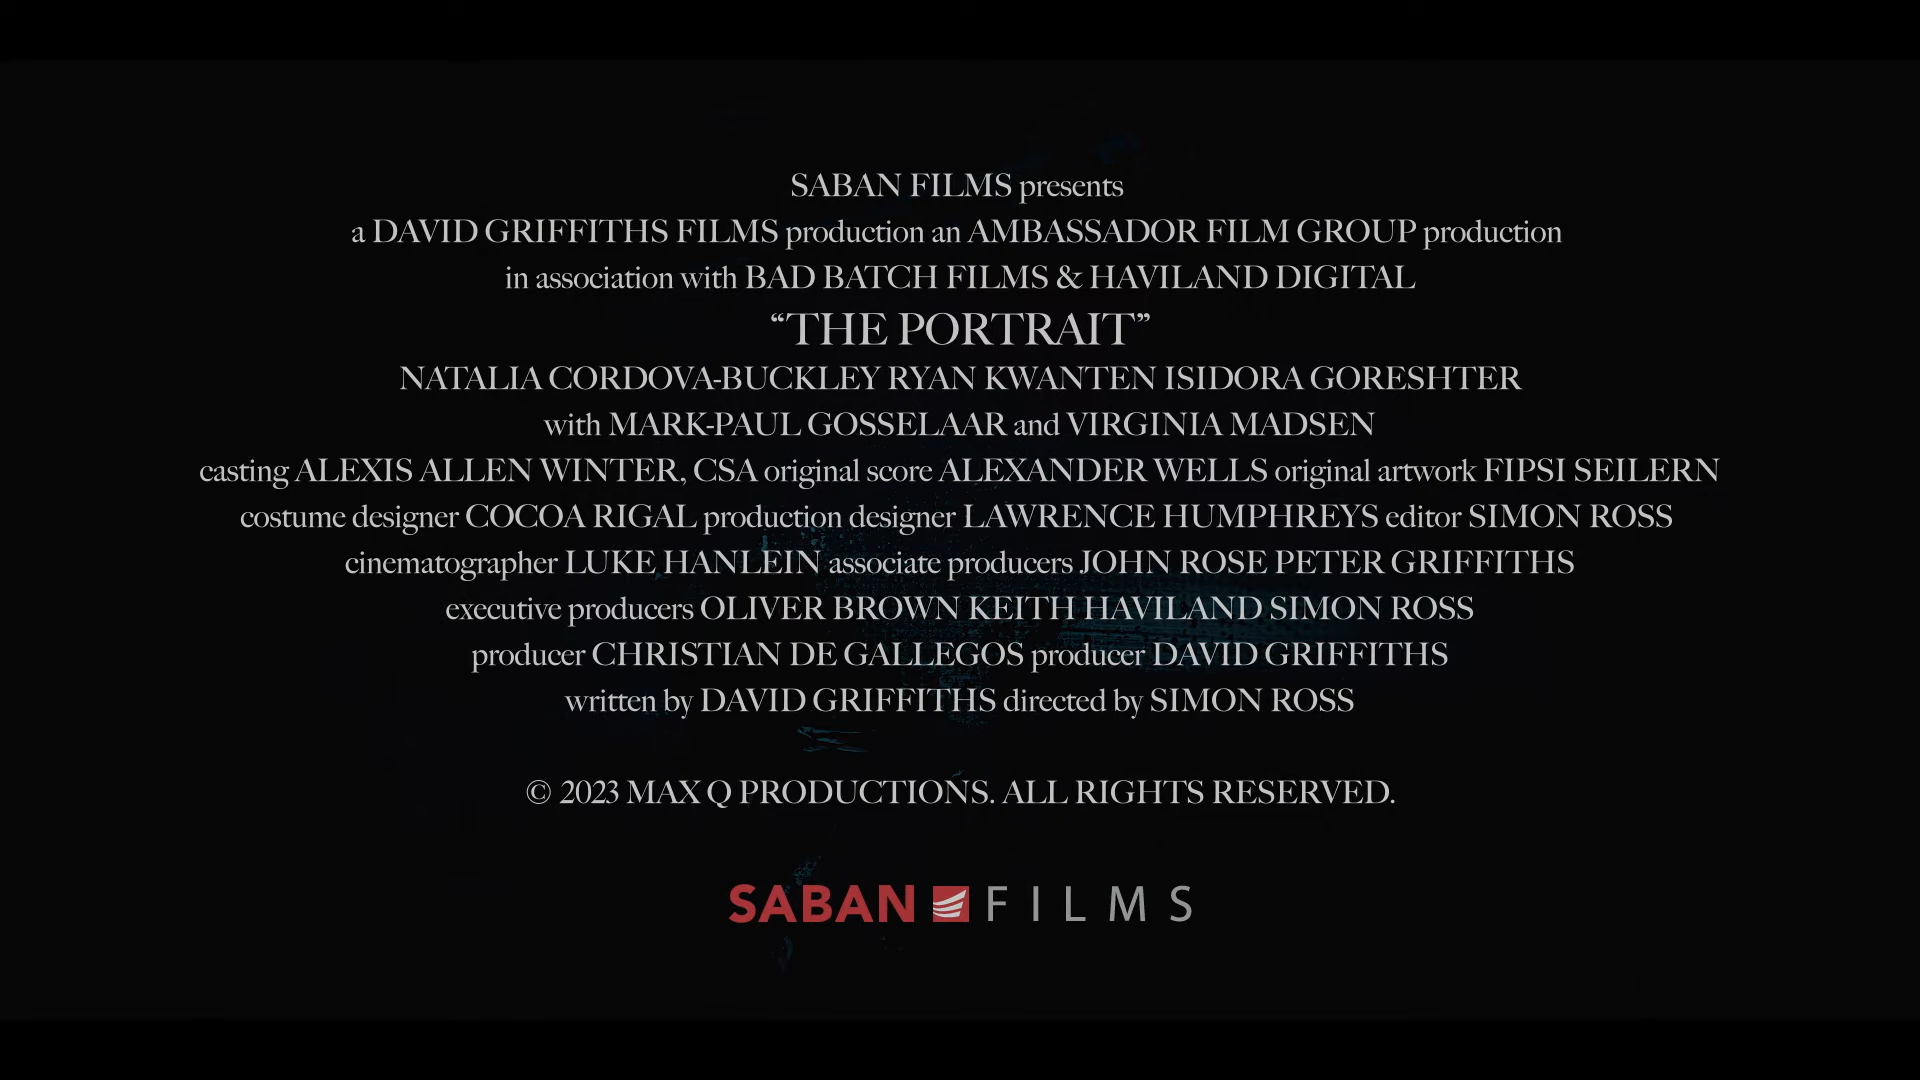 SABAN FILMS presents
a DAVID GRIFFITHS FILMS production an AMBASSADOR FILM GROUP production
in association with BAD BATCH FILMS & HAVILAND DIGITAL
“THE PORTRAIT”
NATALIA CORDOVA-BUCKLEY RYAN KWANTEN ISIDORA GORESHTER
with MARK-PAUL GOSSELAAR and VIRGINIA MADSEN
casting ALEXIS ALLEN WINTER, CSA original score ALEXANDER WELLS original artwork FIPSI SEILERN
costume designer COCOA RIGAL production designer LAWRENCE HUMPHREYS editor SIMON ROSS
cinematographer LUKE HANLEIN associate producers JOHN ROSE PETER GRIFFITHS
executive producers OLIVER BROWN KEITH HAVILAND SIMON ROSS
producer CHRISTIAN DE GALLEGOS producer DAVID GRIFFITHS
written by DAVID GRIFFITHS directed by SIMON ROSS
© 2023 MAX Q PRODUCTIONS. ALL RIGHTS RESERVED.
SABAN FILMS